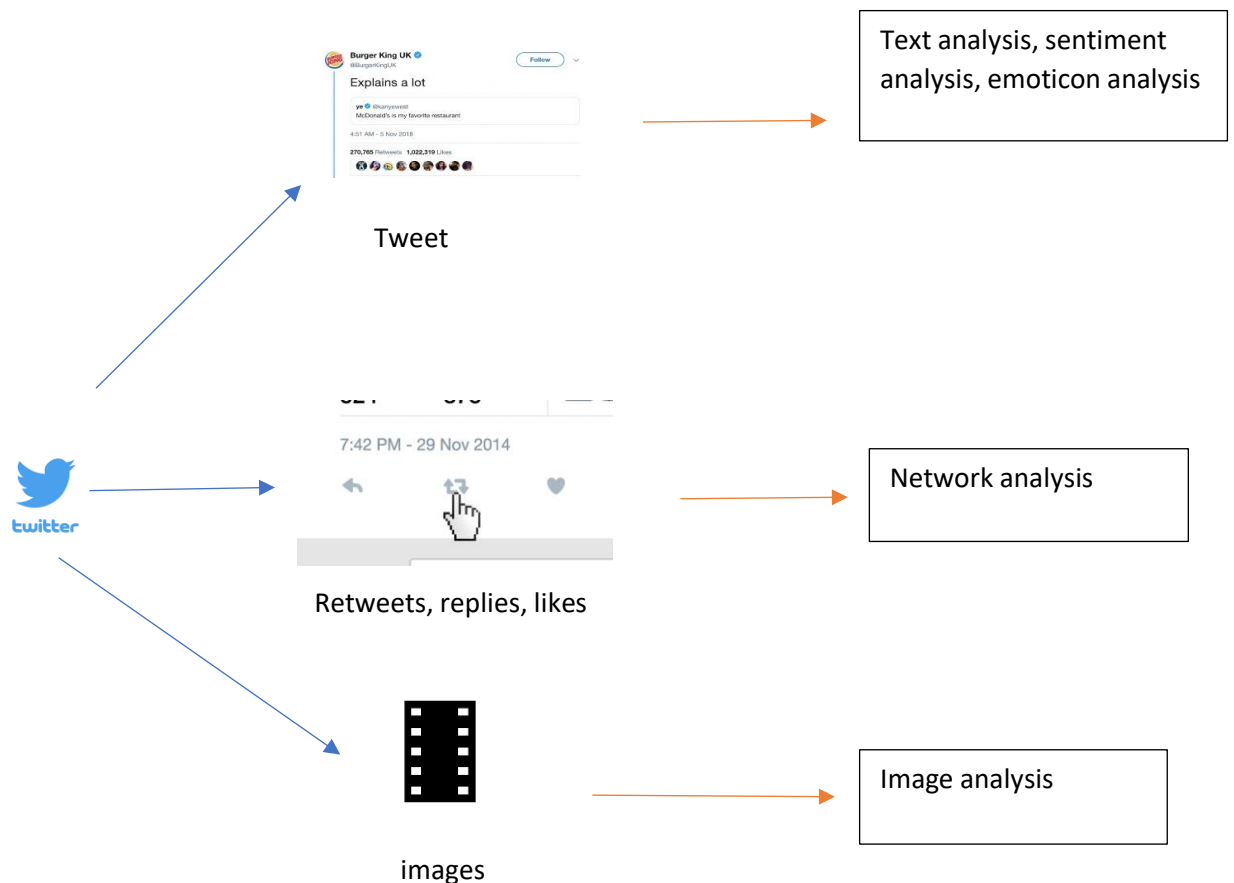 Burger King UK
@BurgerKingUK
Follow
Explains a lot
ye @kanyewest
McDonald's is my favorite restaurant
4:51 AM - 5 Nov 2018
270,765 Retweets 1,022,319 Likes
Tweet
Text analysis, sentiment
analysis, emoticon analysis
7:42 PM - 29 Nov 2014
twitter
Retweets, replies, likes
Network analysis
images
Image analysis